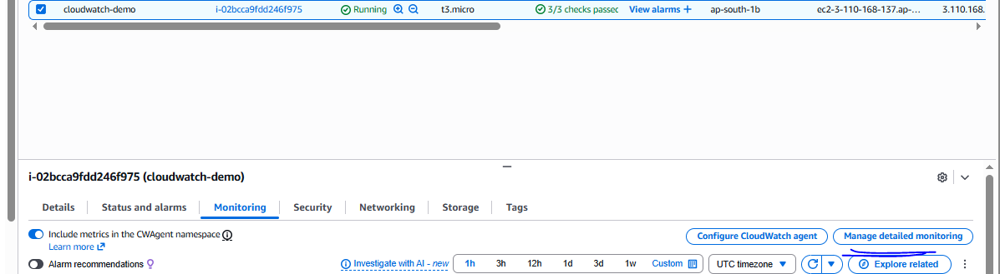 cloudwatch-demo i-02bcca9fdd246f975 Running t3.micro 3/3 checks passed View alarms + ap-south-1b ec2-3-110-168-137.ap-... 3.110.168.
i-02bcca9fdd246f975 (cloudwatch-demo)
Details Status and alarms Monitoring Security Networking Storage Tags
Include metrics in the CWAgent namespace Configure CloudWatch agent Manage detailed monitoring
Learn more
Alarm recommendations Investigate with AI - new 1h 3h 12h 1d 3d 1w Custom UTC timezone Explore related